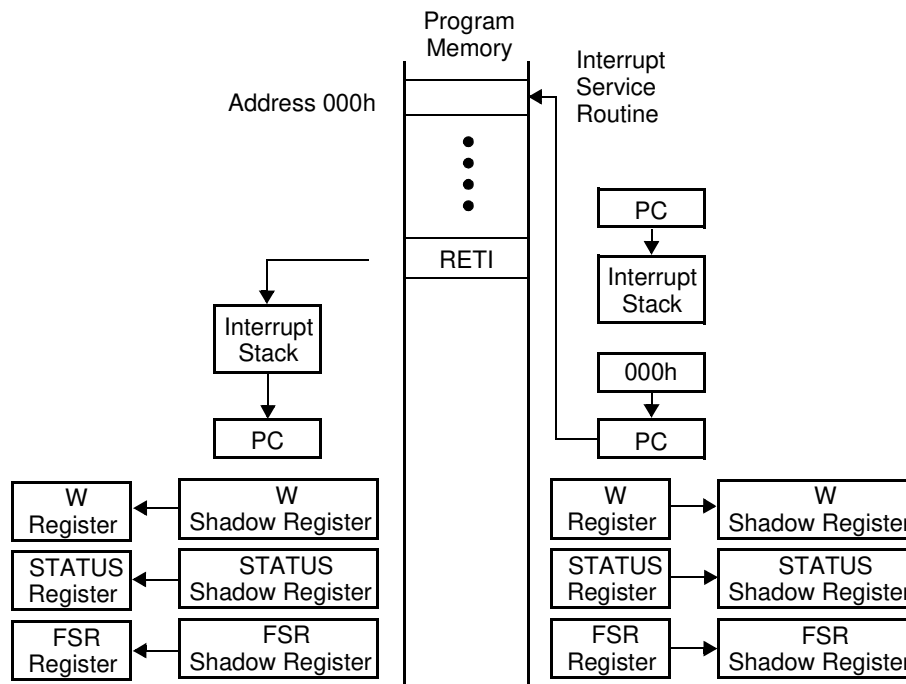 Program
Memory
Address 000h
Interrupt
Service
Routine
RETI
Interrupt
Stack
PC
PC
Interrupt
Stack
000h
PC
W
Register
W
Shadow Register
STATUS
Register
STATUS
Shadow Register
FSR
Register
FSR
Shadow Register
W
Register
W
Shadow Register
STATUS
Register
STATUS
Shadow Register
FSR
Register
FSR
Shadow Register